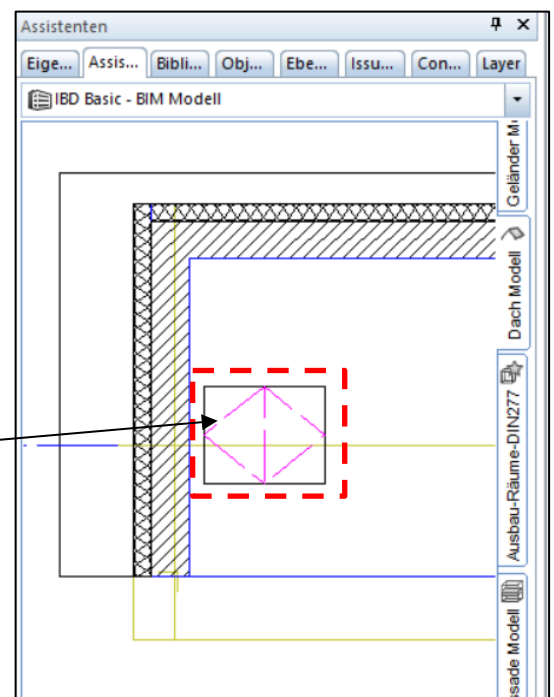 Assistenten
Eige... Assis... Bibli... Obj... Ebe... Issu... Con... Layer
IBD Basic - BIM Modell
Geländer M
Dach Modell
Ausbau-Räume-DIN277
ssade Modell